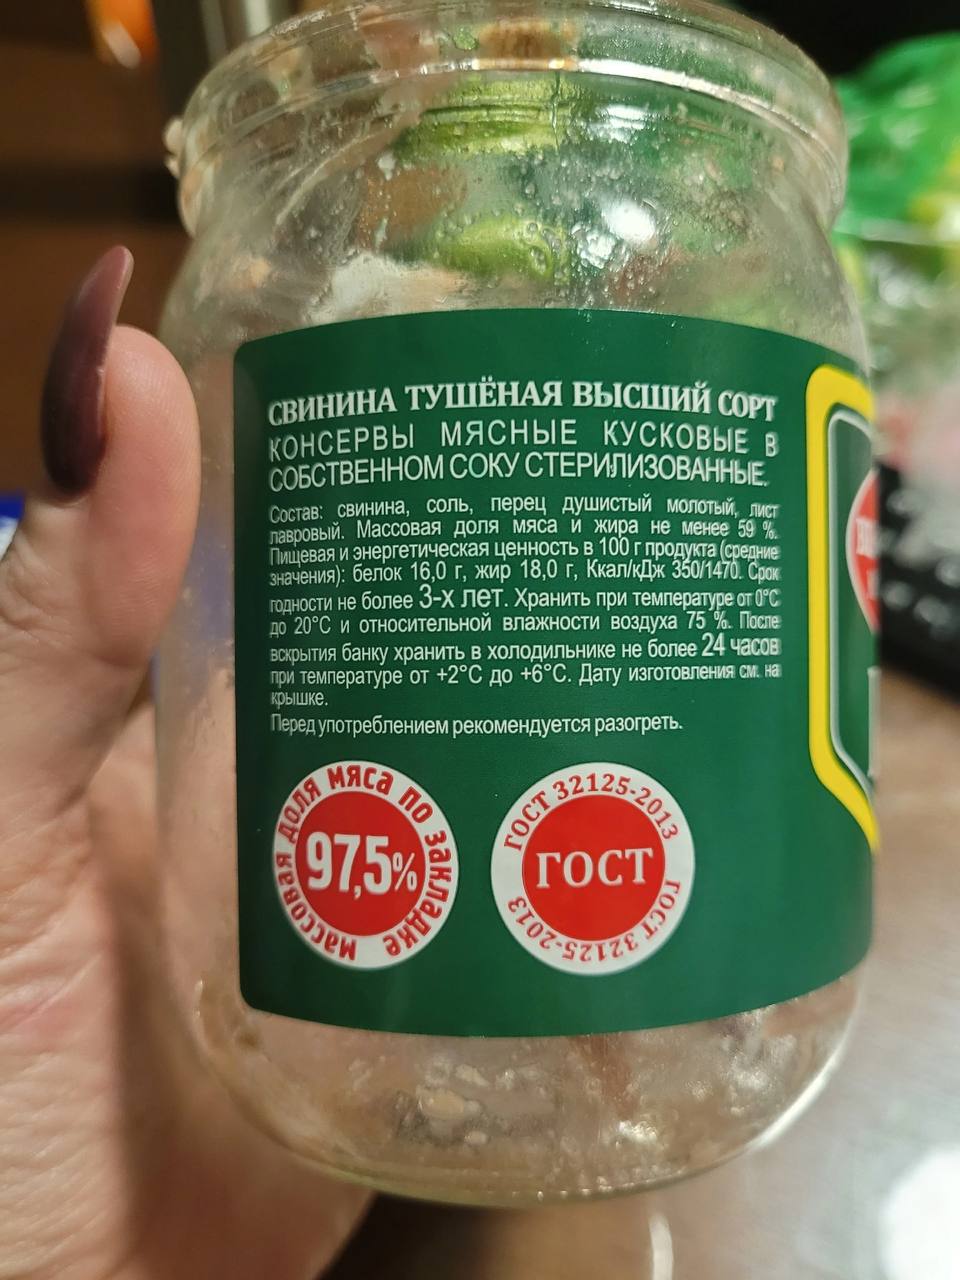 СВИНИНА ТУШЁНАЯ ВЫСШИЙ СОРТ
КОНСЕРВЫ МЯСНЫЕ КУСКОВЫЕ В
СОБСТВЕННОМ СОКУ СТЕРИЛИЗОВАННЫЕ.
Состав: свинина, соль, перец душистый молотый, лист
лавровый. Массовая доля мяса и жира не менее 59 %.
Пищевая и энергетическая ценность в 100 г продукта (средние
значения): белок 16,0 г, жир 18,0 г, Ккал/кДж 350/1470. Срок
годности не более 3-х лет. Хранить при температуре от 0°С
до 20°С и относительной влажности воздуха 75 %. После
вскрытия банку хранить в холодильнике не более 24 часов
при температуре от +2°С до +6°С. Дату изготовления см. на
крышке.
Перед употреблением рекомендуется разогреть.
массовая доля мяса по закладке
97,5%
ГОСТ 32125-2013
ГОСТ
ГОСТ 32125-2013